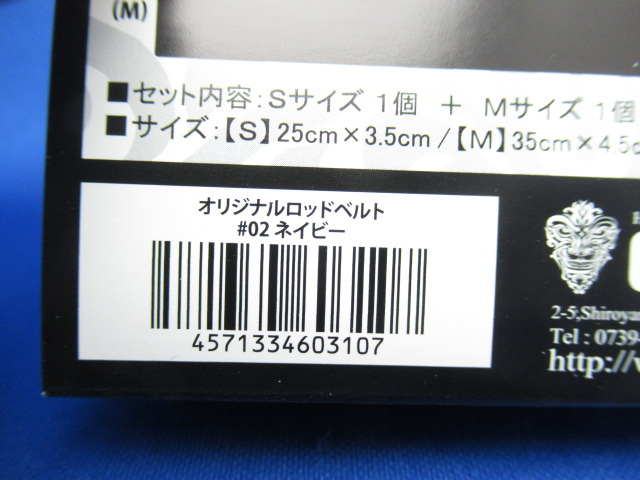 (M)
■セット内容：Sサイズ 1個 ＋ Mサイズ 1個
■サイズ：【S】25cm×3.5cm/【M】35cm×4.5c
オリジナルロッドベルト
#02 ネイビー
4571334603107
2-5,Shiroya
Tel : 0739-
http://